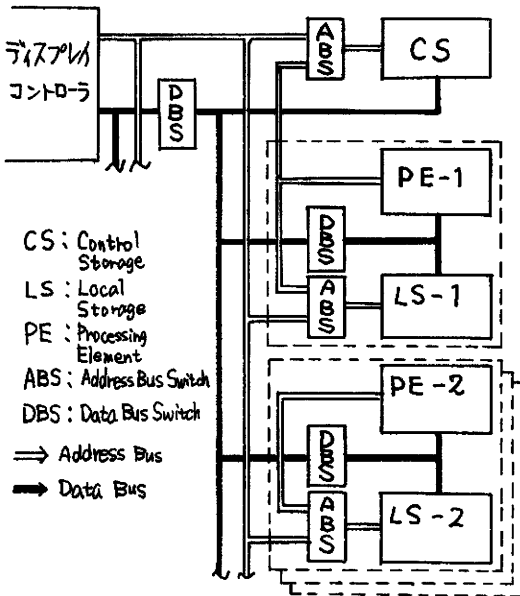 ディスプレイ
コントローラ
DBS
ABS
CS
PE-1
DBS
ABS
LS-1
CS : Control
Storage
LS : Local
Storage
PE : Processing
Element
ABS : Address Bus Switch
DBS : Data Bus Switch
Address Bus
Data Bus
PE-2
DBS
ABS
LS-2